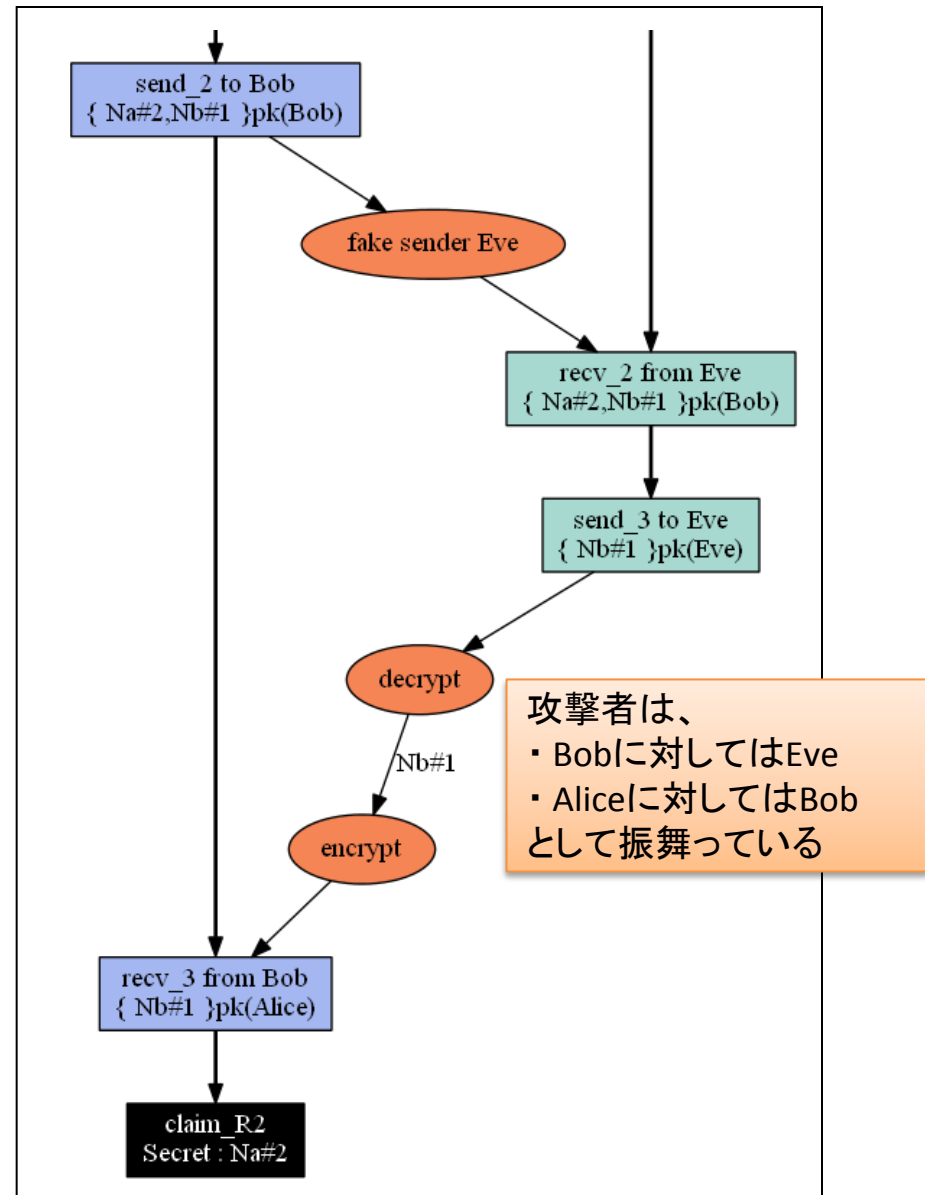 send_2 to Bob
{ Na#2,Nb#1 }pk(Bob)
fake sender Eve
recv_2 from Eve
{ Na#2,Nb#1 }pk(Bob)
send_3 to Eve
{ Nb#1 }pk(Eve)
decrypt
攻撃者は、
・ Bobに対してはEve
・ Aliceに対してはBob
として振舞っている
Nb#1
encrypt
recv_3 from Bob
{ Nb#1 }pk(Alice)
claim_R2
Secret : Na#2